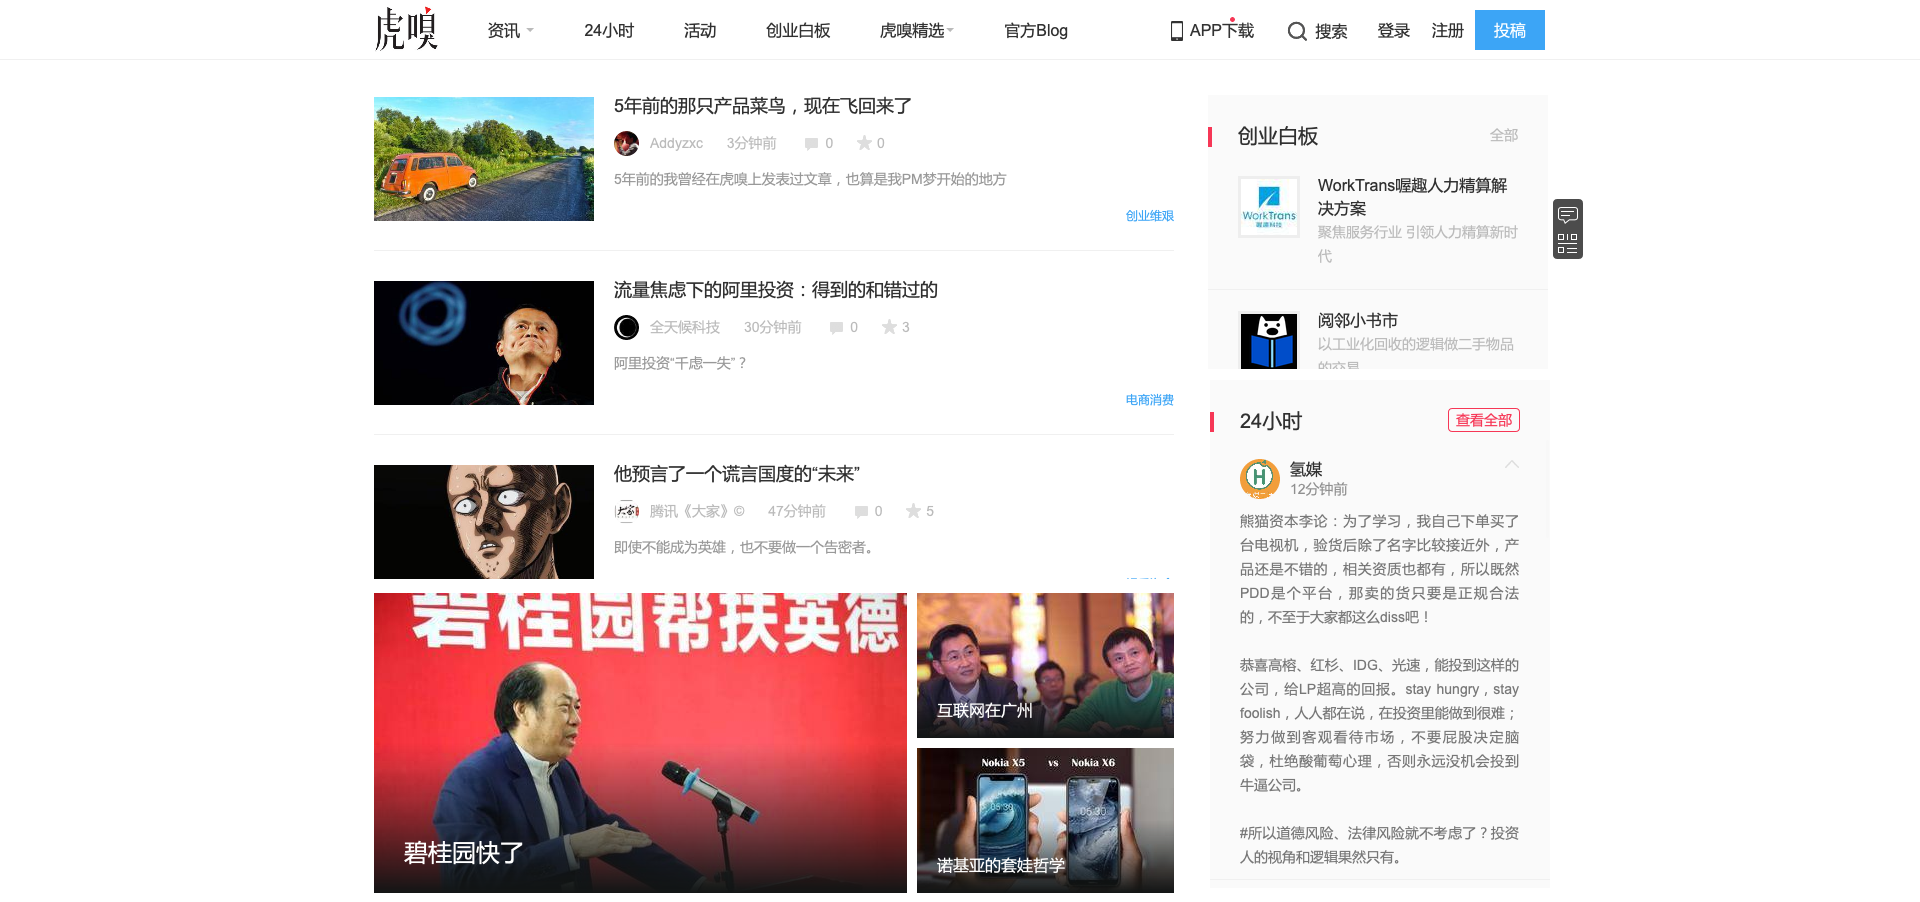 虎嗅
资讯
24小时
活动
创业白板
虎嗅精选
官方Blog
APP下载
搜索
登录
注册
投稿
5年前的那只产品菜鸟，现在飞回来了
Addyzxc 3分钟前 0 0
5年前的我曾经在虎嗅上发表过文章，也算是我PM梦开始的地方
创业维艰
流量焦虑下的阿里投资：得到的和错过的
全天候科技 30分钟前 0 3
阿里投资“千虑一失”？
电商消费
他预言了一个谎言国度的“未来”
大家 腾讯《大家》© 47分钟前 0 5
即使不能成为英雄，也不要做一个告密者。
碧桂园帮扶英德
碧桂园快了
互联网在广州
Nokia X5 vs Nokia X6
05:30
06:30
诺基亚的套娃哲学
创业白板 全部
WorkTrans
喔趣科技
WorkTrans喔趣人力精算解
决方案
聚焦服务行业 引领人力精算新时
代
阅邻小书市
以工业化回收的逻辑做二手物品
的交易
24小时 查看全部
H
氢媒
12分钟前
熊猫资本李论：为了学习，我自己下单买了
台电视机，验货后除了名字比较接近外，产
品还是不错的，相关资质也都有，所以既然
PDD是个平台，那卖的货只要是正规合法
的，不至于大家都这么diss吧！
恭喜高榕、红杉、IDG、光速，能投到这样的
公司，给LP超高的回报。stay hungry，stay
foolish，人人都在说，在投资里能做到很难；
努力做到客观看待市场，不要屁股决定脑
袋，杜绝酸葡萄心理，否则永远没机会投到
牛逼公司。
#所以道德风险、法律风险就不考虑了？投资
人的视角和逻辑果然只有。